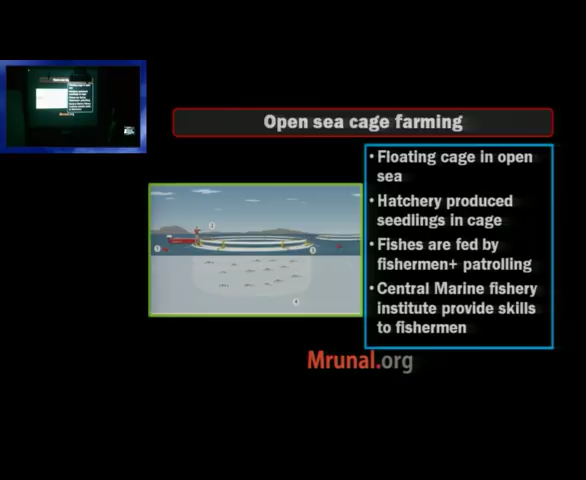 Open sea cage farming
• Floating cage in open
sea
• Hatchery produced
seedlings in cage
• Fishes are fed by
fishermen+ patrolling
• Central Marine fishery
institute provide skills
to fishermen
Mrunal.org